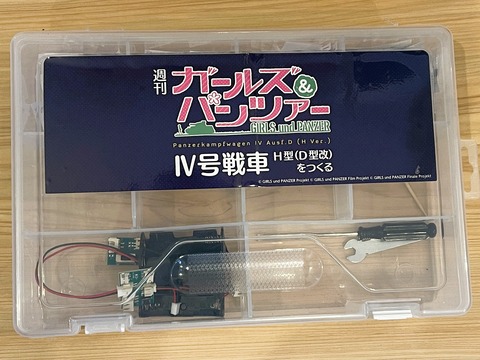 週刊
ガールズ&
パンツァー
GIRLS und PANZER
Panzerkampfwagen IV Ausf.D (H Ver.)
Ⅳ号戦車 H型(D型改)
をつくる
© GIRLS und PANZER Projekt © GIRLS und PANZER Film Projekt © GIRLS und PANZER Finale Projekt